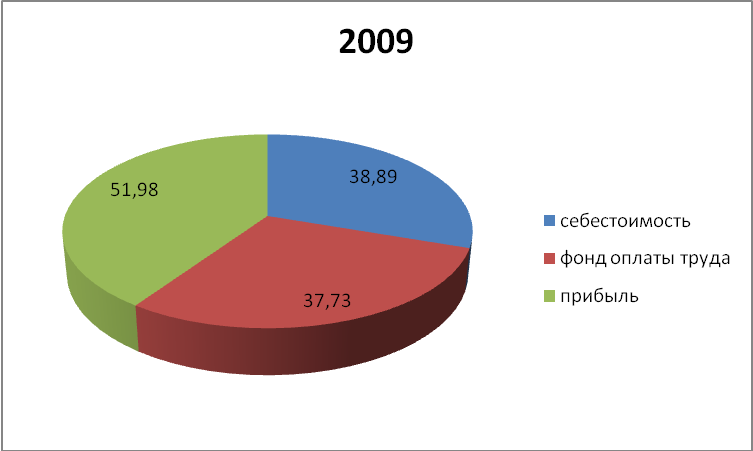 2009
51,98
38,89
37,73
себестоимость
фонд оплаты труда
прибыль